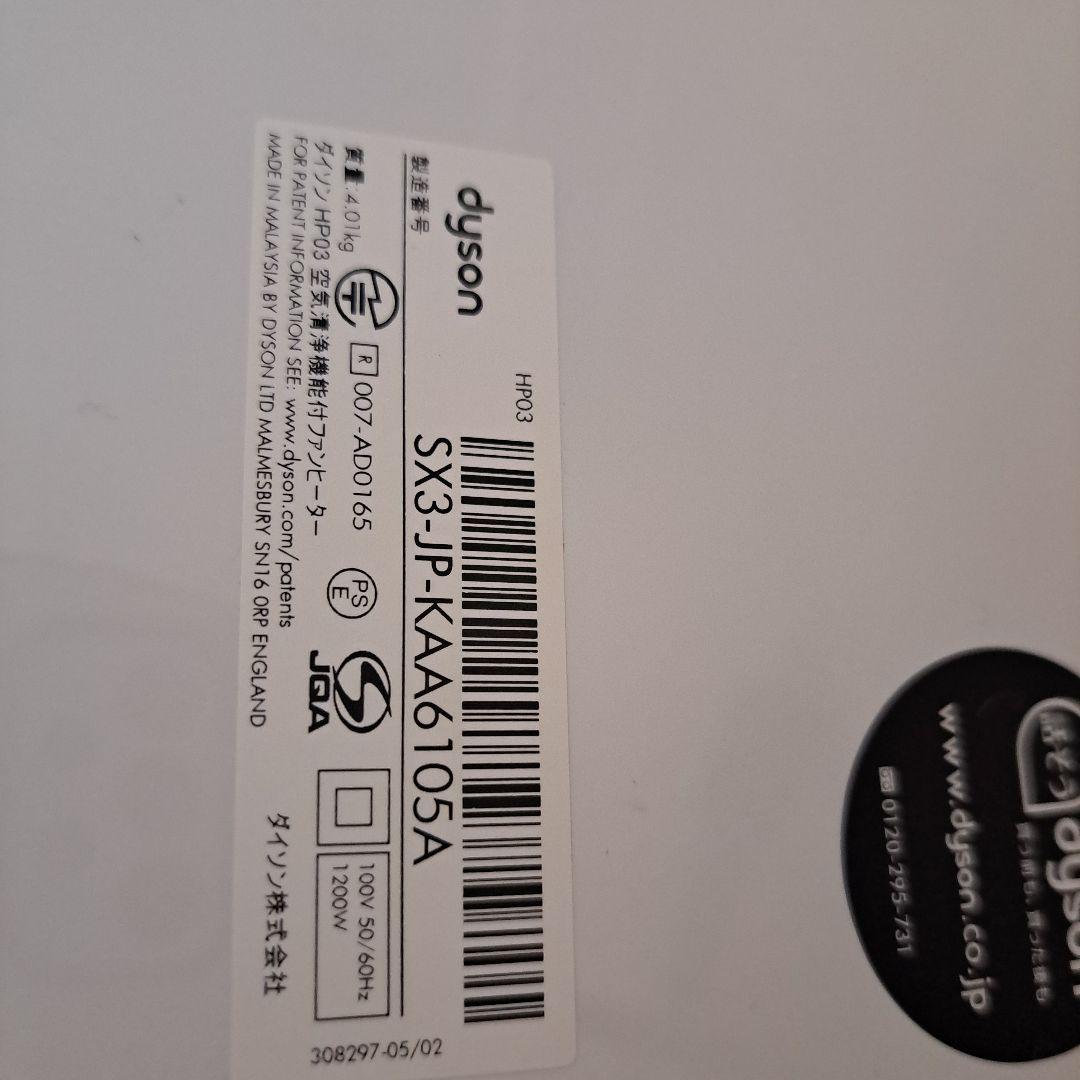 dyson
HP03
製造番号
SX3-JP-KAA6105A
質量:4.01kg
R 007-AD0165
PS
E
JQA
100V 50/60Hz
1200W
ダイソン HP03 空気清浄機能付ファンヒーター
FOR PATENT INFORMATION SEE: www.dyson.com/patents
MADE IN MALAYSIA BY DYSON LTD MALMESBURY SN16 0RP ENGLAND
ダイソン株式会社
308297-05/02
dyson
www.dyson.co.jp
0120-295-731